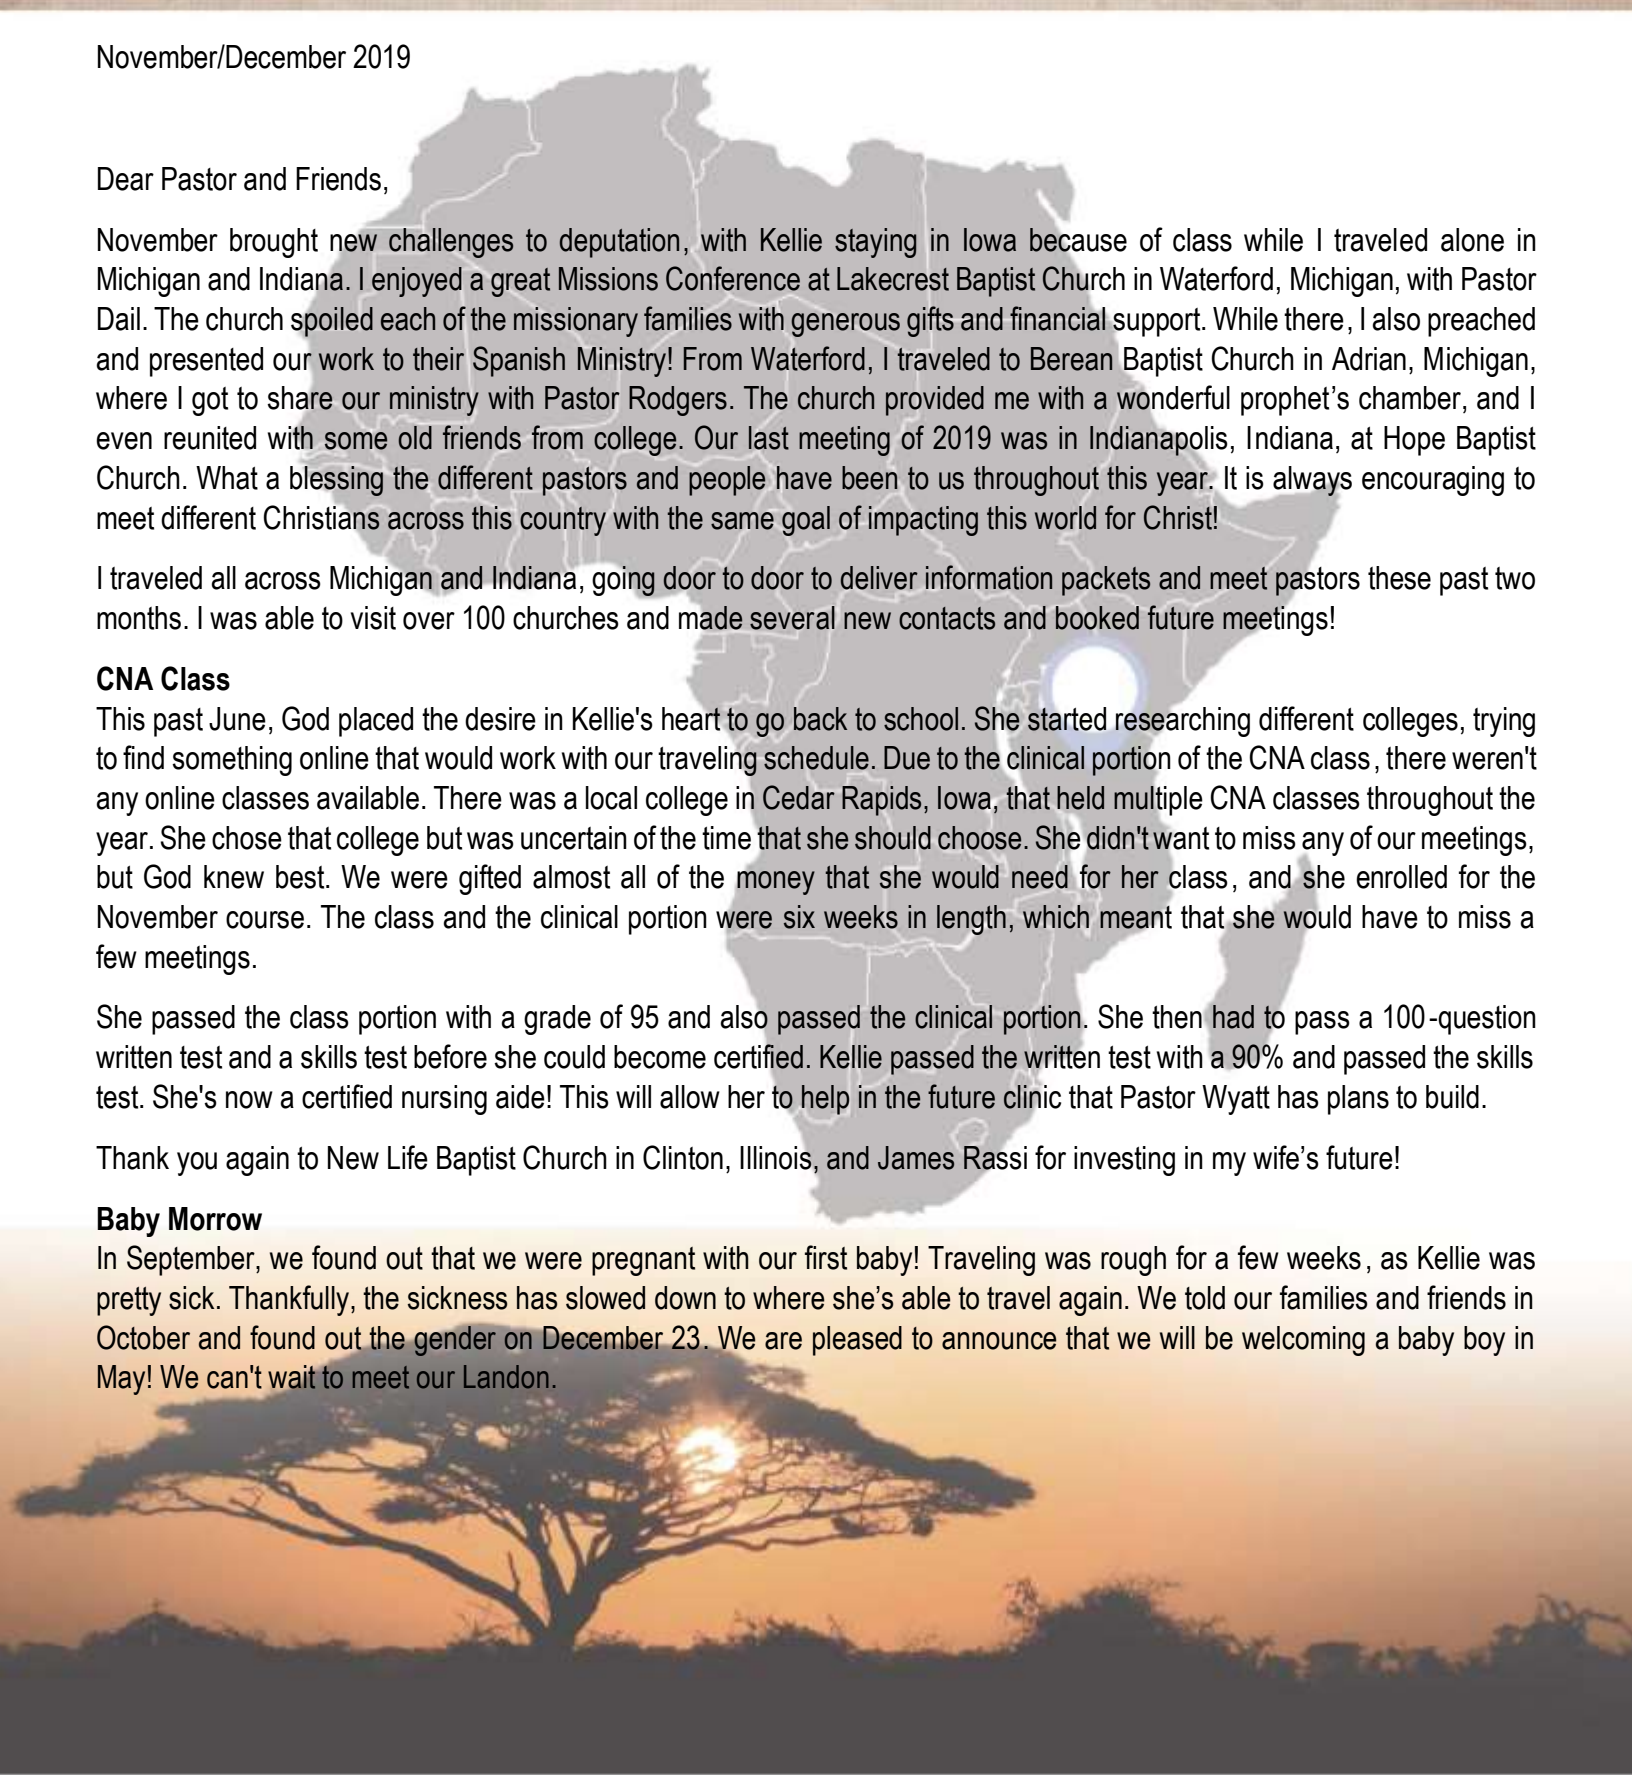 November/December 2019
Dear Pastor and Friends,
November brought new challenges to deputation, with Kellie staying in Iowa because of class while I traveled alone in
Michigan and Indiana. I enjoyed a great Missions Conference at Lakecrest Baptist Church in Waterford, Michigan, with Pastor
Dail. The church spoiled each of the missionary families with generous gifts and financial support. While there, I also preached
and presented our work to their Spanish Ministry! From Waterford, I traveled to Berean Baptist Church in Adrian, Michigan,
where I got to share our ministry with Pastor Rodgers. The church provided me with a wonderful prophet’s chamber, and I
even reunited with some old friends from college. Our last meeting of 2019 was in Indianapolis, Indiana, at Hope Baptist
Church. What a blessing the different pastors and people have been to us throughout this year. It is always encouraging to
meet different Christians across this country with the same goal of impacting this world for Christ!
I traveled all across Michigan and Indiana, going door to door to deliver information packets and meet pastors these past two
months. I was able to visit over 100 churches and made several new contacts and booked future meetings!
CNA Class
This past June, God placed the desire in Kellie's heart to go back to school. She started researching different colleges, trying
to find something online that would work with our traveling schedule. Due to the clinical portion of the CNA class, there weren't
any online classes available. There was a local college in Cedar Rapids, Iowa, that held multiple CNA classes throughout the
year. She chose that college but was uncertain of the time that she should choose. She didn't want to miss any of our meetings,
but God knew best. We were gifted almost all of the money that she would need for her class, and she enrolled for the
November course. The class and the clinical portion were six weeks in length, which meant that she would have to miss a
few meetings.
She passed the class portion with a grade of 95 and also passed the clinical portion. She then had to pass a 100-question
written test and a skills test before she could become certified. Kellie passed the written test with a 90% and passed the skills
test. She's now a certified nursing aide! This will allow her to help in the future clinic that Pastor Wyatt has plans to build.
Thank you again to New Life Baptist Church in Clinton, Illinois, and James Rassi for investing in my wife’s future!
Baby Morrow
In September, we found out that we were pregnant with our first baby! Traveling was rough for a few weeks, as Kellie was
pretty sick. Thankfully, the sickness has slowed down to where she’s able to travel again. We told our families and friends in
October and found out the gender on December 23. We are pleased to announce that we will be welcoming a baby boy in
May! We can't wait to meet our Landon.